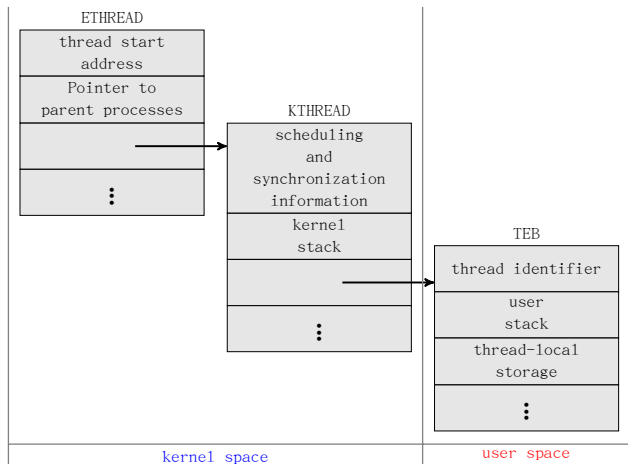 ETHREAD
thread start
address
Pointer to
parent processes
KTHREAD
scheduling
and
synchronization
information
kernel
stack
TEB
thread identifier
user
stack
thread-local
storage
kernel space
user space